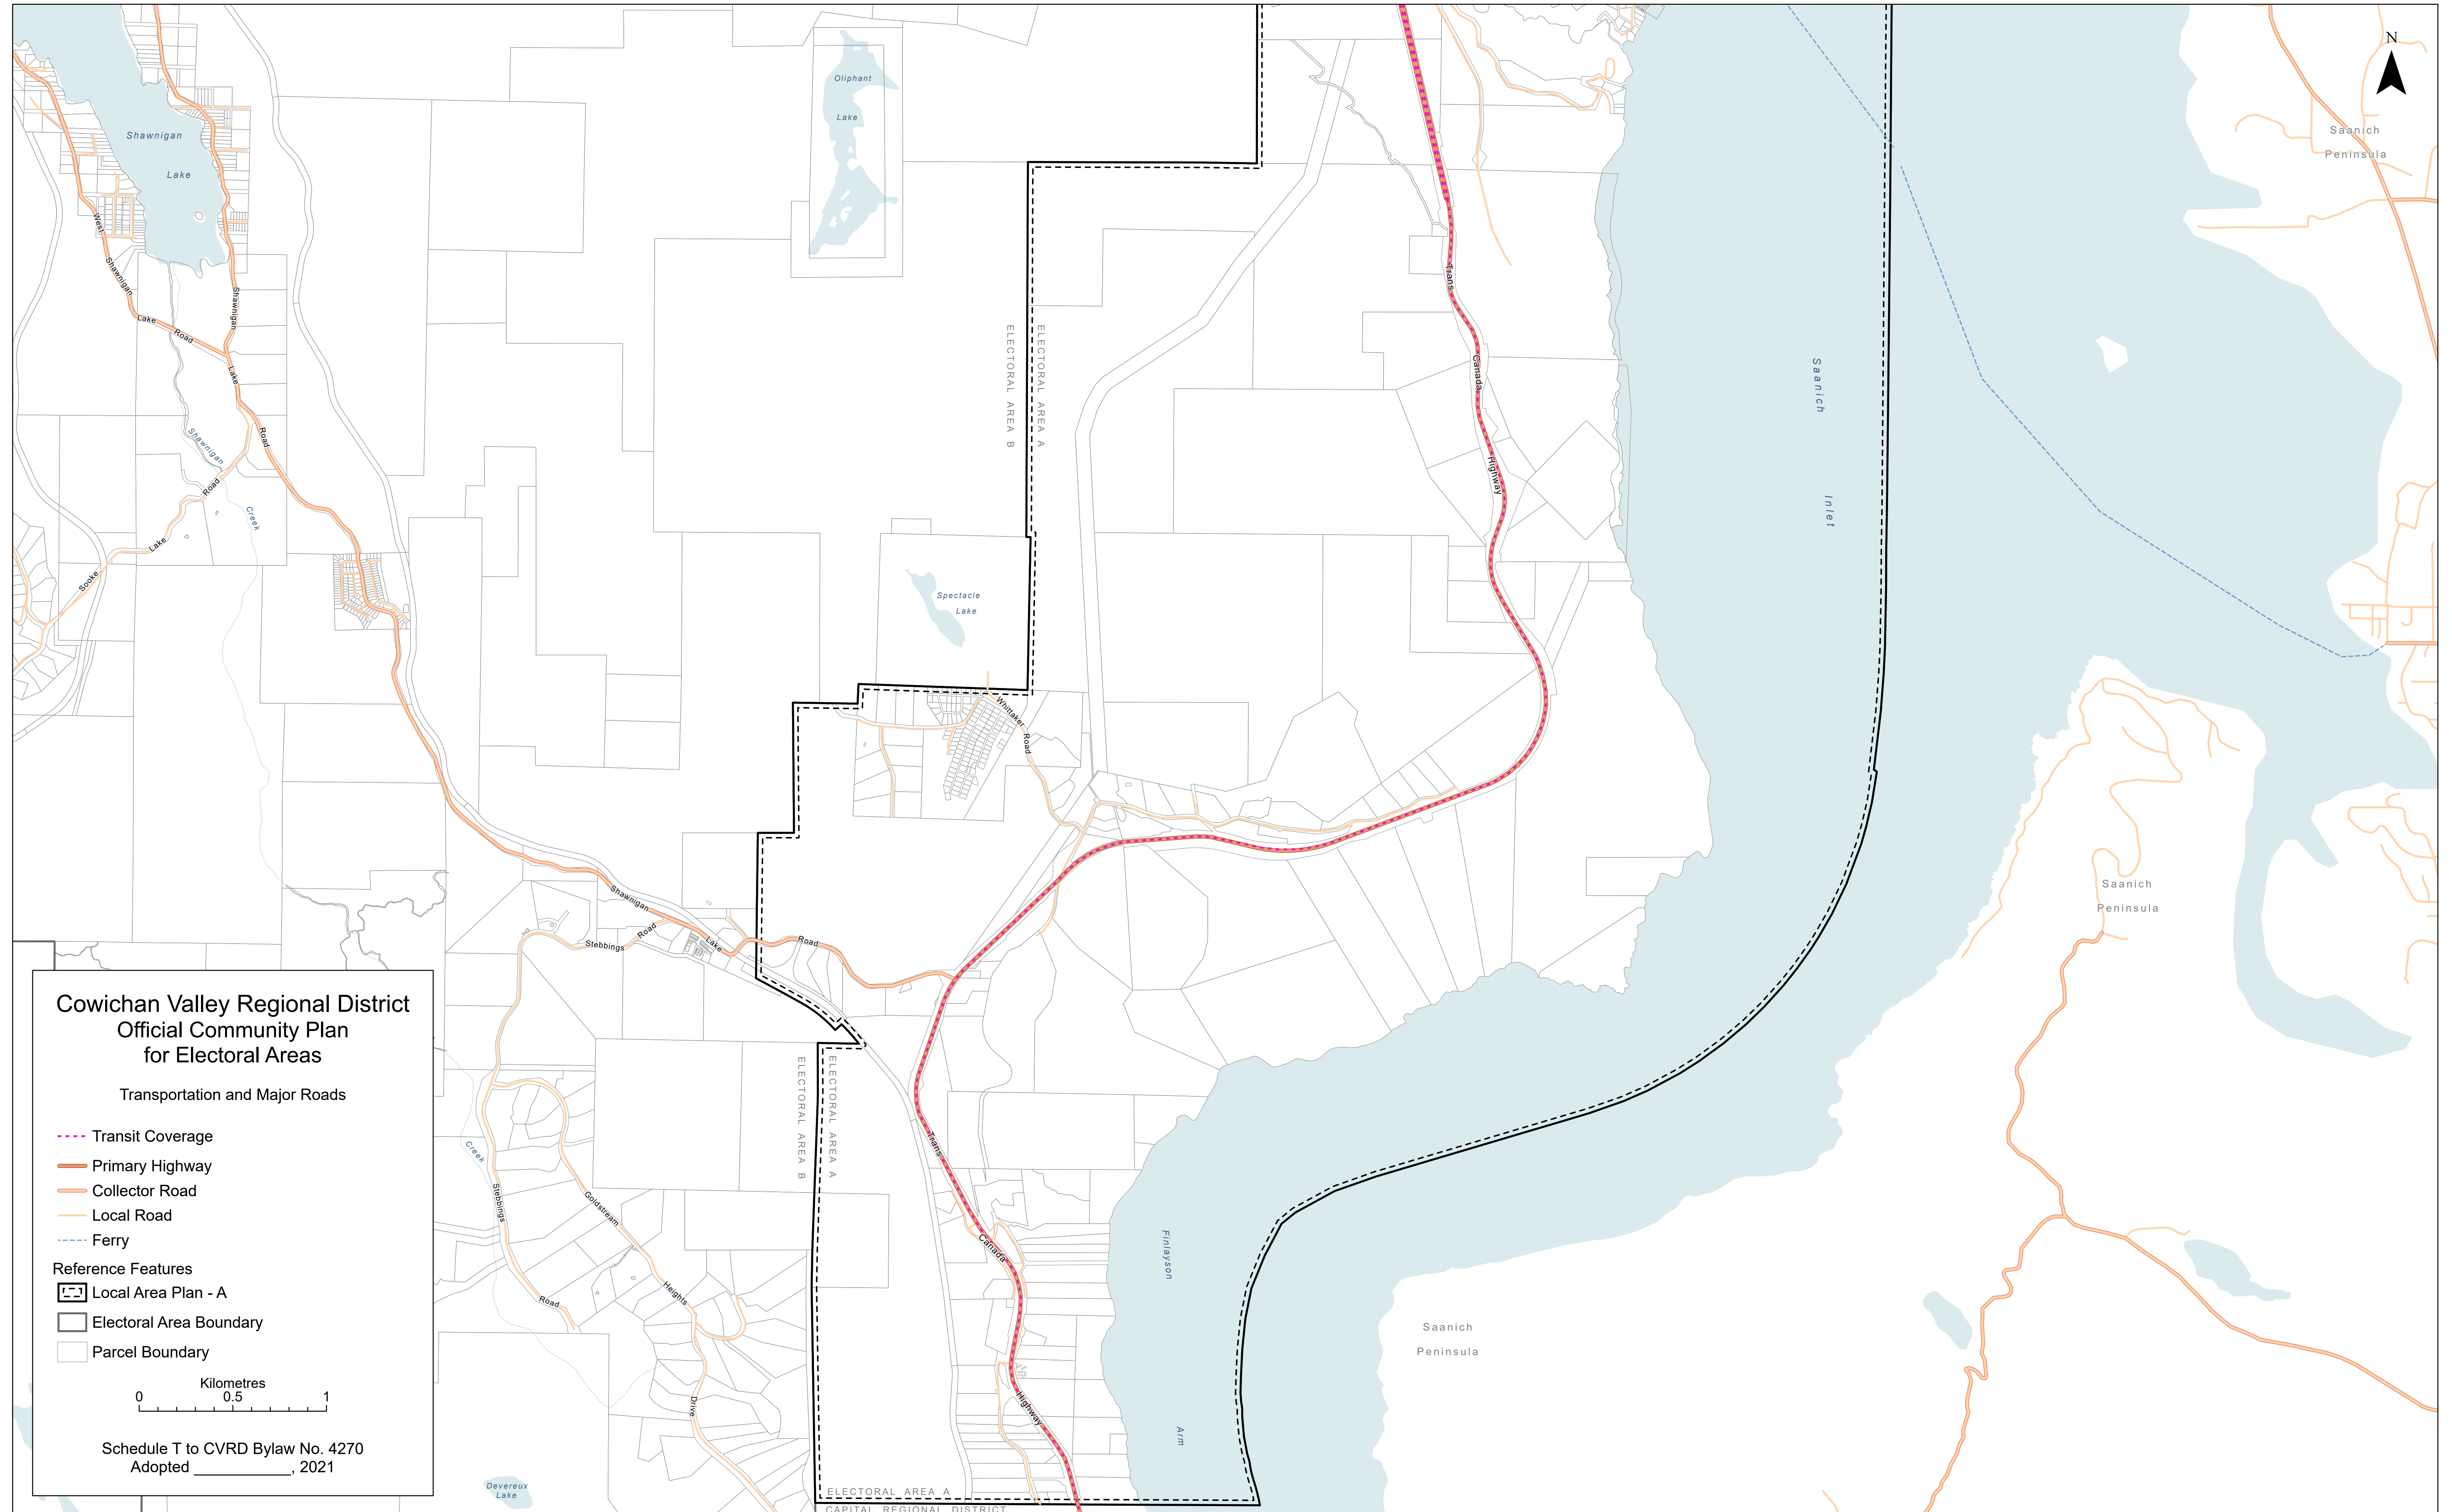 N
Oliphant
Lake
Shawnigan
Lake
Saanich
Peninsula
West
Shawnigan
Lake
Road
Shawnigan
Lake
Road
Trans
Canada
Highway
ELECTORAL AREA B
ELECTORAL AREA A
Saanich
Inlet
Shawnigan
Creek
Sooke
Lake
Road
Spectacle
Lake
Whittaker
Road
Shawnigan
Lake
Road
Stebbings
Road
Saanich
Peninsula
ELECTORAL AREA B
ELECTORAL AREA A
Trans
Canada
Highway
Creek
Stebbings
Road
Goldstream
Heights
Drive
Finlayson
Arm
Saanich
Peninsula
Devereux
Lake
ELECTORAL AREA A
CAPITAL REGIONAL DISTRICT
Cowichan Valley Regional District
Official Community Plan
for Electoral Areas
Transportation and Major Roads
Transit Coverage
Primary Highway
Collector Road
Local Road
Ferry
Reference Features
Local Area Plan - A
Electoral Area Boundary
Parcel Boundary
Kilometres
0 0.5 1
Schedule T to CVRD Bylaw No. 4270
Adopted ____________, 2021